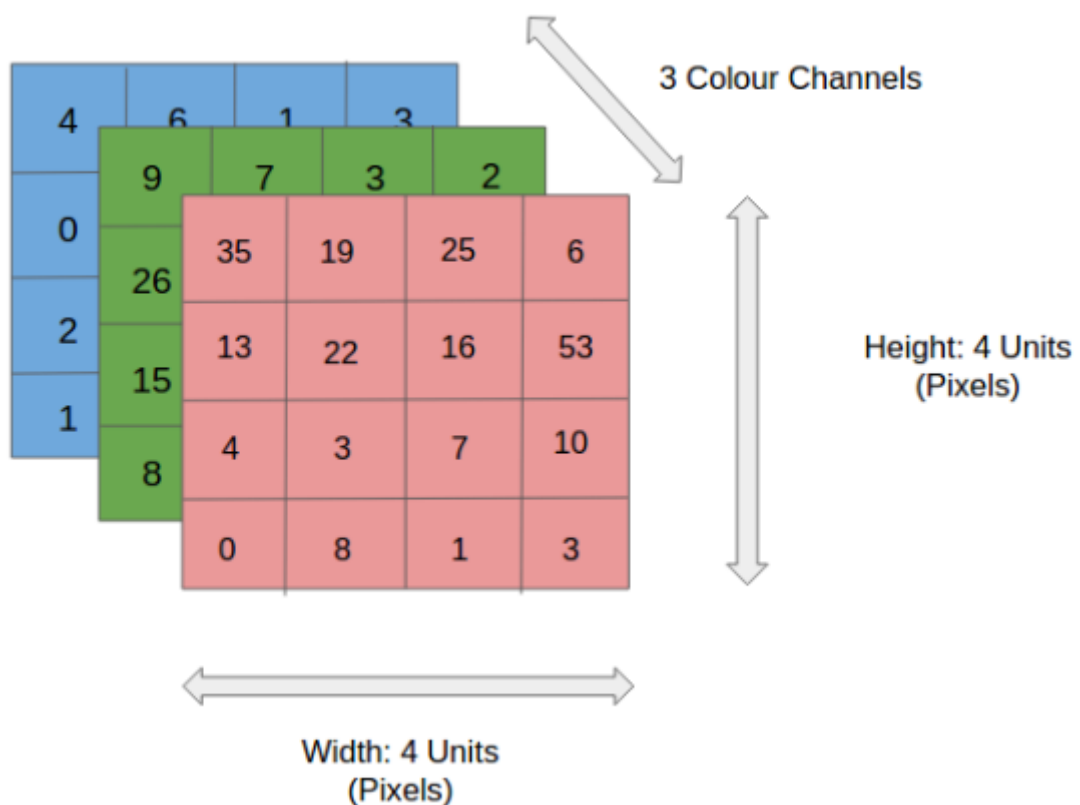 3 Colour Channels
4 6 1 3
9 7 3 2
0
35 19 25 6
26
2
13 22 16 53
Height: 4 Units
(Pixels)
15
1
4 3 7 10
8
0 8 1 3
Width: 4 Units
(Pixels)